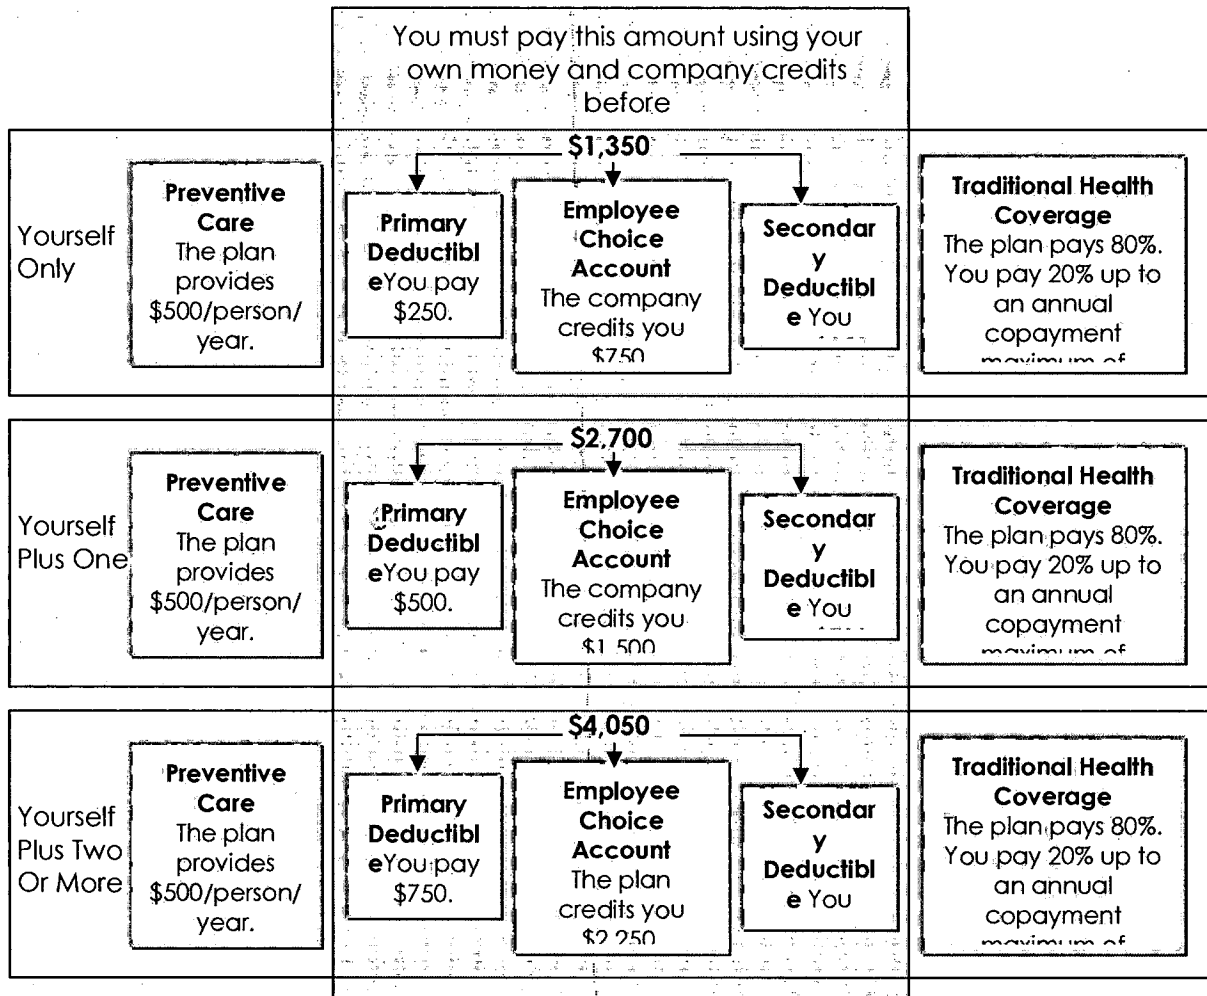 You must pay this amount using your
own money and company credits
before
$1,350
Yourself
Only
Preventive
Care
The plan
provides
$500/person/
year.
Primary
Deductibl
eYou pay
$250.
Employee
Choice
Account
The company
credits you
$750
Secondar
y
Deductibl
e You
Traditional Health
Coverage
The plan pays 80%.
You pay 20% up to
an annual
copayment
maximum of
$2,700
Yourself
Plus One
Preventive
Care
The plan
provides
$500/person/
year.
Primary
Deductibl
eYou pay
$500.
Employee
Choice
Account
The company
credits you
$1,500
Secondar
y
Deductibl
e You
Traditional Health
Coverage
The plan pays 80%.
You pay 20% up to
an annual
copayment
maximum of
$4,050
Yourself
Plus Two
Or More
Preventive
Care
The plan
provides
$500/person/
year.
Primary
Deductibl
eYou pay
$750.
Employee
Choice
Account
The plan
credits you
$2,250
Secondar
y
Deductibl
e You
Traditional Health
Coverage
The plan pays 80%.
You pay 20% up to
an annual
copayment
maximum of